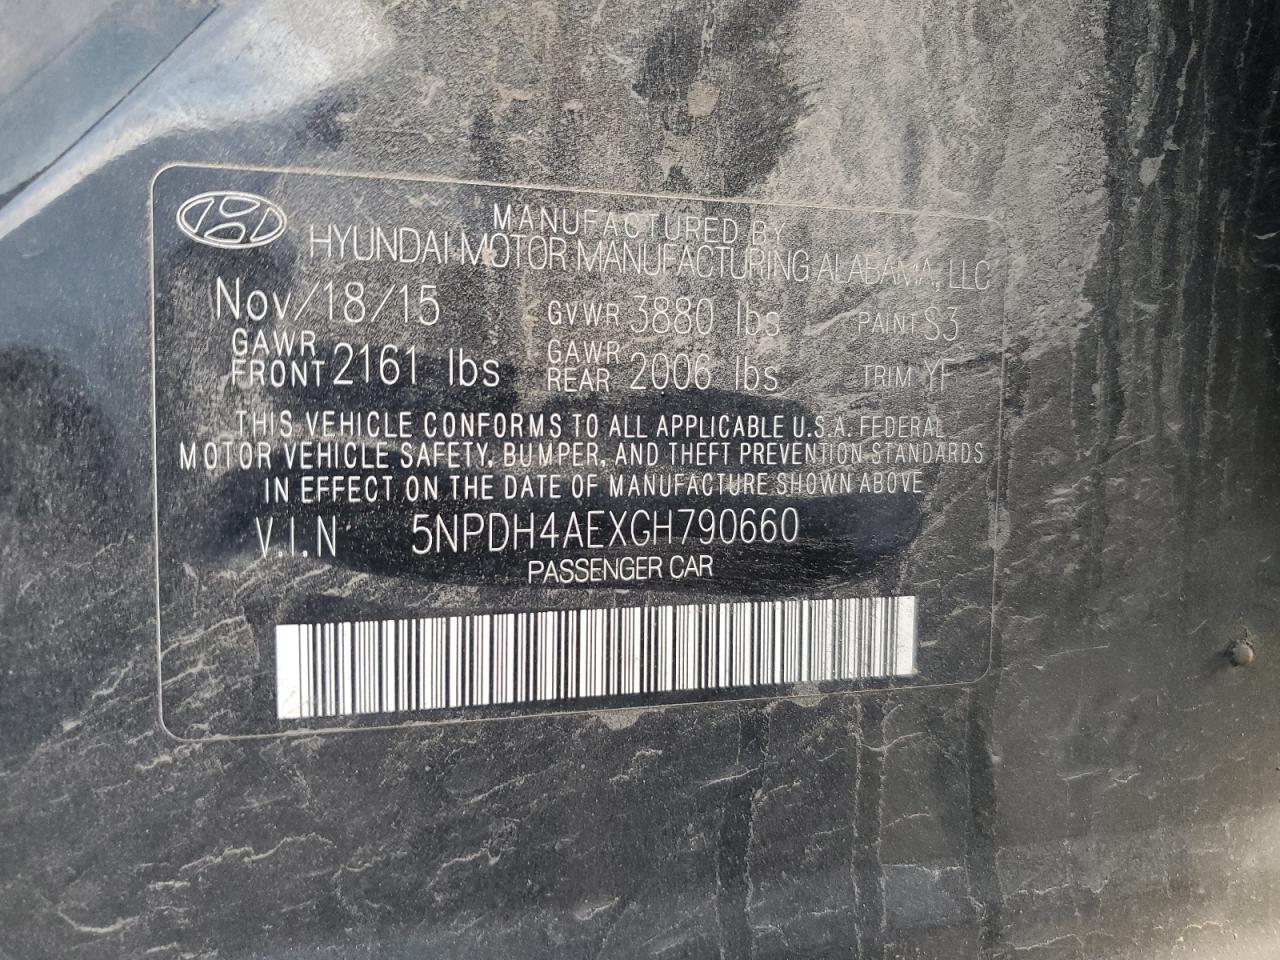 MANUFACTURED BY
HYUNDAI MOTOR MANUFACTURING ALABAMA, LLC
Nov/18/15 GVWR 3880 lbs PAINT S3
GAWR FRONT 2161 lbs GAWR REAR 2006 lbs TRIM YF
THIS VEHICLE CONFORMS TO ALL APPLICABLE U.S.A. FEDERAL
MOTOR VEHICLE SAFETY, BUMPER, AND THEFT PREVENTION STANDARDS
IN EFFECT ON THE DATE OF MANUFACTURE SHOWN ABOVE
V.I.N 5NPDH4AEXGH790660
PASSENGER CAR